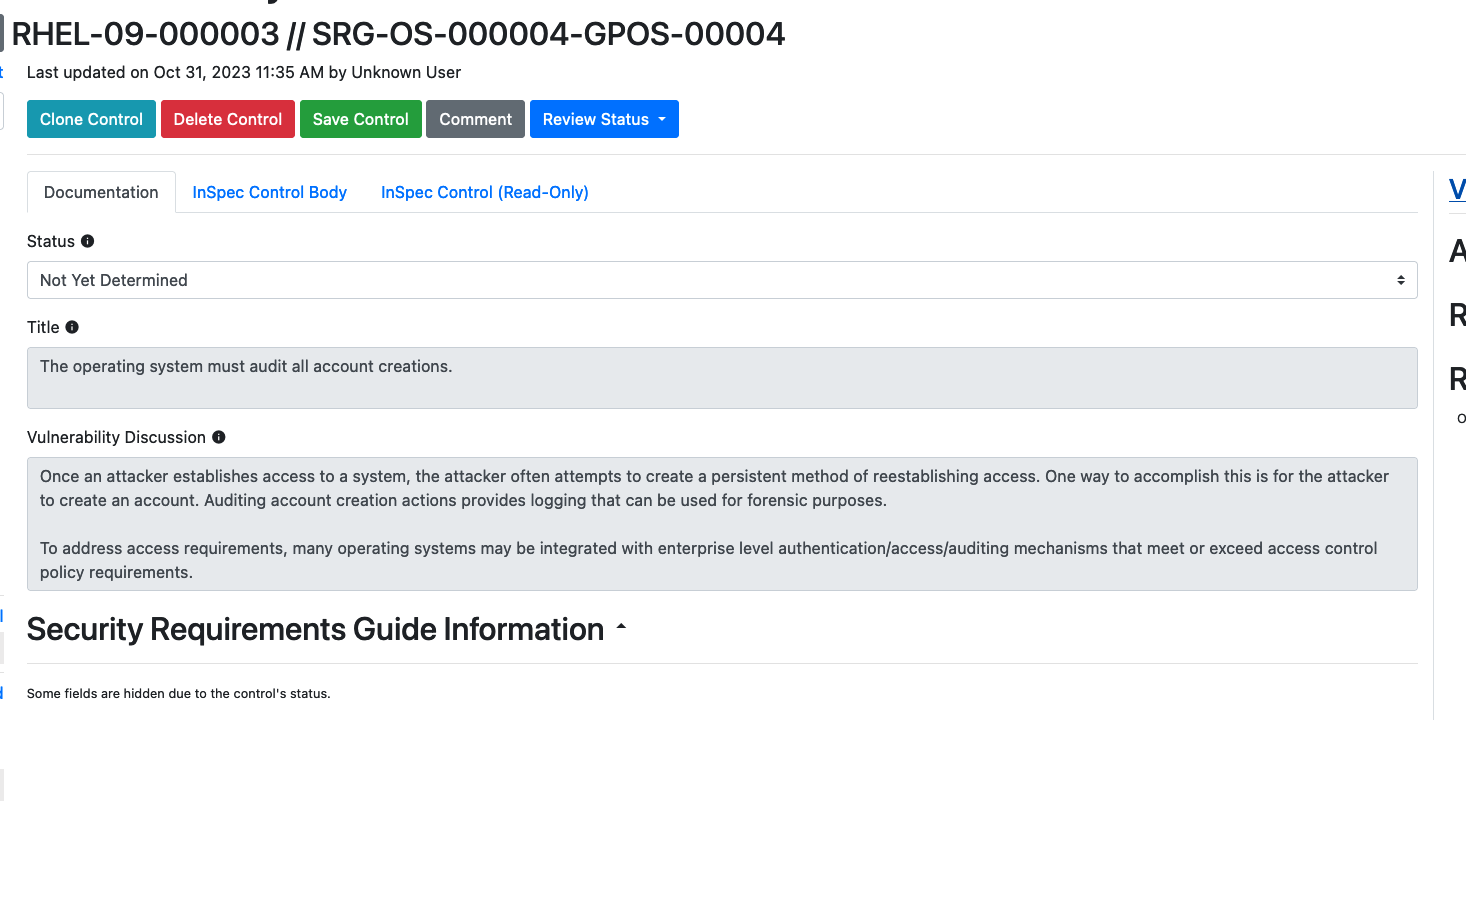 RHEL-09-000003 // SRG-OS-000004-GPOS-00004
Last updated on Oct 31, 2023 11:35 AM by Unknown User
Clone Control Delete Control Save Control Comment Review Status
Documentation InSpec Control Body InSpec Control (Read-Only)
Status
Not Yet Determined
Title
The operating system must audit all account creations.
Vulnerability Discussion
Once an attacker establishes access to a system, the attacker often attempts to create a persistent method of reestablishing access. One way to accomplish this is for the attacker
to create an account. Auditing account creation actions provides logging that can be used for forensic purposes.
To address access requirements, many operating systems may be integrated with enterprise level authentication/access/auditing mechanisms that meet or exceed access control
policy requirements.
Security Requirements Guide Information
Some fields are hidden due to the control's status.